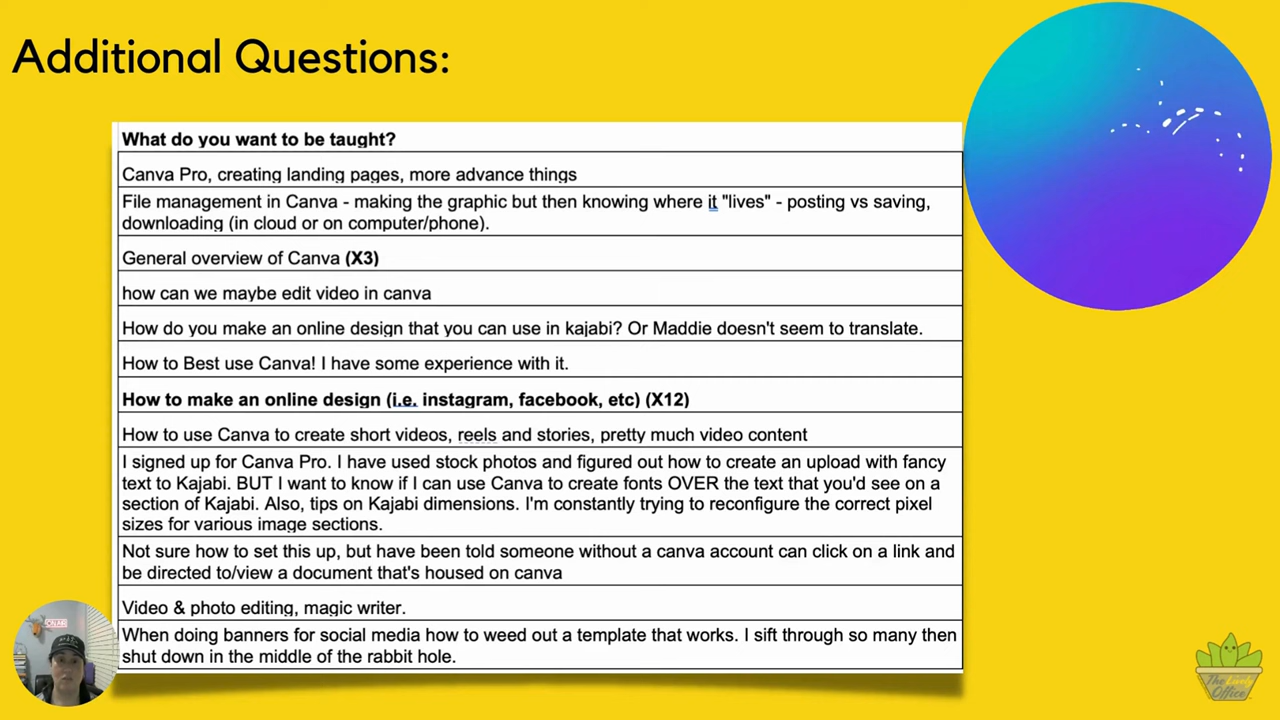 Additional Questions:
What do you want to be taught?
Canva Pro, creating landing pages, more advance things
File management in Canva - making the graphic but then knowing where it "lives" - posting vs saving,
downloading (in cloud or on computer/phone).
General overview of Canva (X3)
how can we maybe edit video in canva
How do you make an online design that you can use in kajabi? Or Maddie doesn't seem to translate.
How to Best use Canva! I have some experience with it.
How to make an online design (i.e. instagram, facebook, etc) (X12)
How to use Canva to create short videos, reels and stories, pretty much video content
I signed up for Canva Pro. I have used stock photos and figured out how to create an upload with fancy
text to Kajabi. BUT I want to know if I can use Canva to create fonts OVER the text that you'd see on a
section of Kajabi. Also, tips on Kajabi dimensions. I'm constantly trying to reconfigure the correct pixel
sizes for various image sections.
Not sure how to set this up, but have been told someone without a canva account can click on a link and
be directed to/view a document that's housed on canva
Video & photo editing, magic writer.
When doing banners for social media how to weed out a template that works. I sift through so many then
shut down in the middle of the rabbit hole.
The Lively
Office